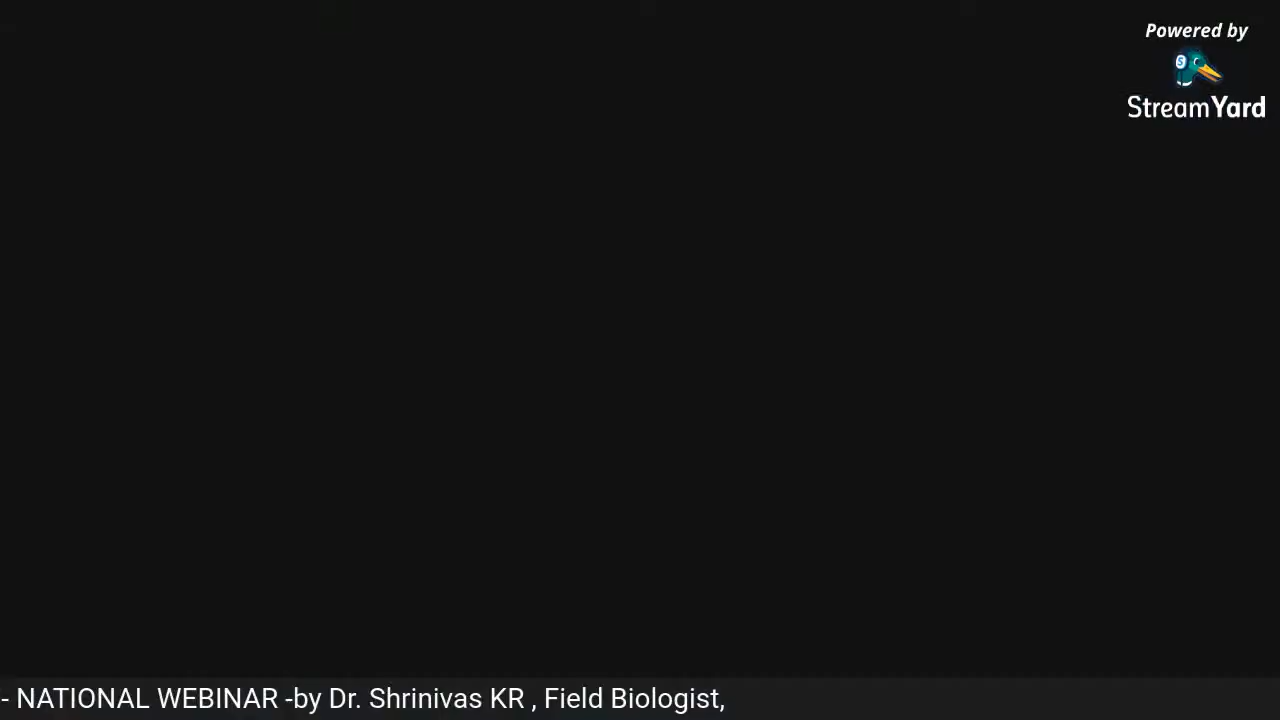 Powered by
S
StreamYard
- NATIONAL WEBINAR -by Dr. Shrinivas KR , Field Biologist,